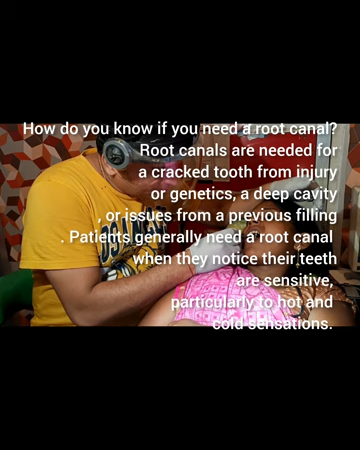 How do you know if you need a root canal?
Root canals are needed for
a cracked tooth from injury
or genetics, a deep cavity
, or issues from a previous filling
. Patients generally need a root canal
when they notice their teeth
are sensitive,
particularly to hot and
cold sensations.